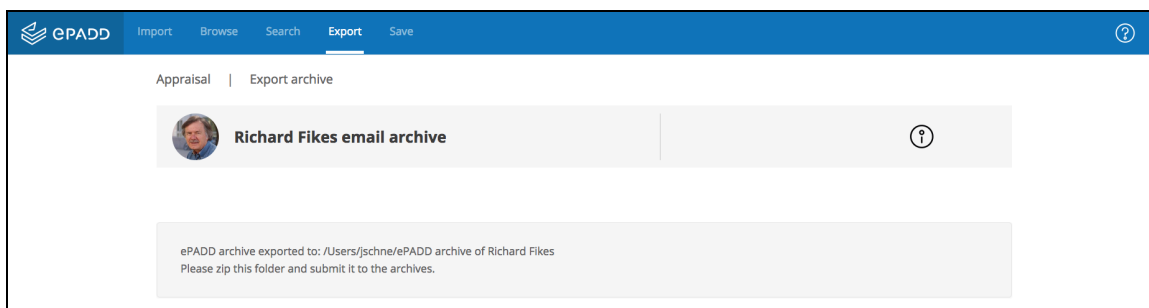 ePADD
Import Browse Search Export Save
Appraisal | Export archive
Richard Fikes email archive
ePADD archive exported to: /Users/jschne/ePADD archive of Richard Fikes
Please zip this folder and submit it to the archives.